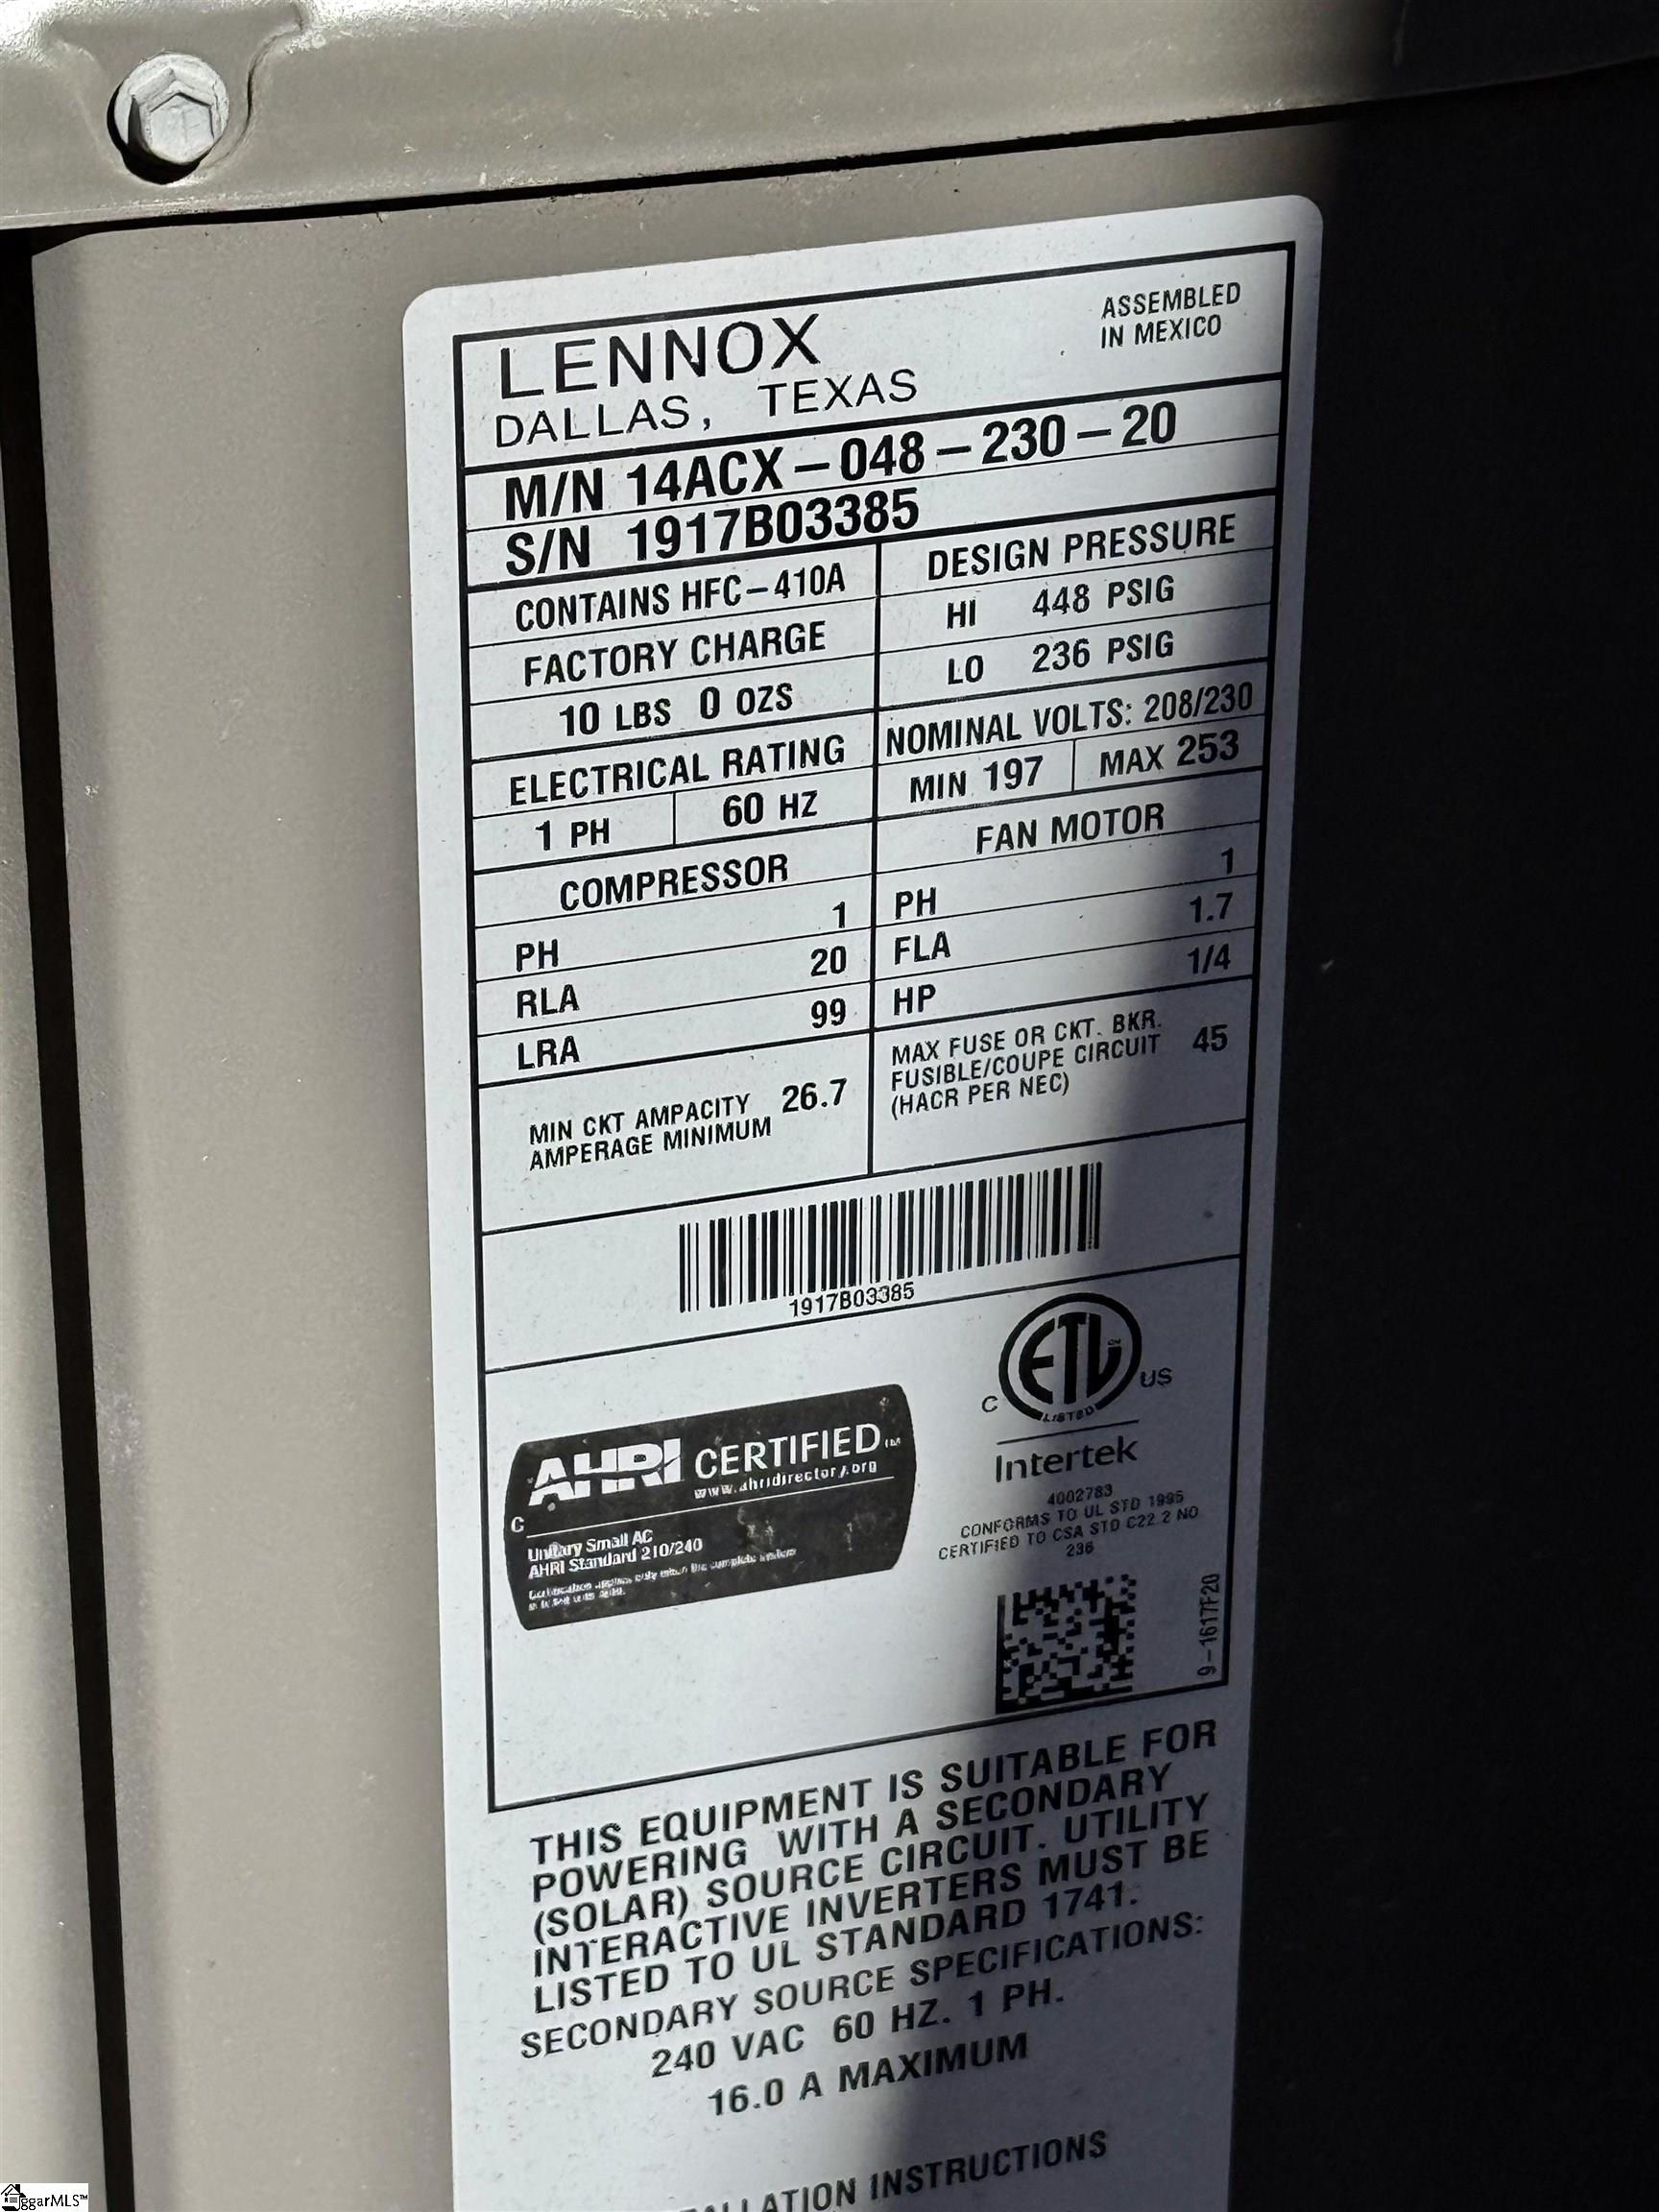 LENNOX
DALLAS, TEXAS
ASSEMBLED
IN MEXICO
M/N 14ACX-048-230-20
S/N 1917B03385
CONTAINS HFC-410A
FACTORY CHARGE
10 LBS 0 OZS
DESIGN PRESSURE
HI 448 PSIG
LO 236 PSIG
ELECTRICAL RATING
1 PH 60 HZ
NOMINAL VOLTS: 208/230
MIN 197 MAX 253
COMPRESSOR
PH 1
RLA 20
LRA 99
FAN MOTOR
PH 1
FLA 1.7
HP 1/4
MIN CKT AMPACITY 26.7
AMPERAGE MINIMUM
MAX FUSE OR CKT. BKR.
FUSIBLE/COUPE CIRCUIT 45
(HACR PER NEC)
1917B03385
AHRI CERTIFIED™
www.ahridirectory.org
C
Unitary Small AC
AHRI Standard 210/240
C ETL US
LISTED
Intertek
4002783
CONFORMS TO UL STD 1995
CERTIFIED TO CSA STD C22.2 NO
236
9-1617F20
THIS EQUIPMENT IS SUITABLE FOR
POWERING WITH A SECONDARY
(SOLAR) SOURCE CIRCUIT. UTILITY
INTERACTIVE INVERTERS MUST BE
LISTED TO UL STANDARD 1741.
SECONDARY SOURCE SPECIFICATIONS:
240 VAC 60 HZ. 1 PH.
16.0 A MAXIMUM
INSTRUCTIONS
ggarMLS™